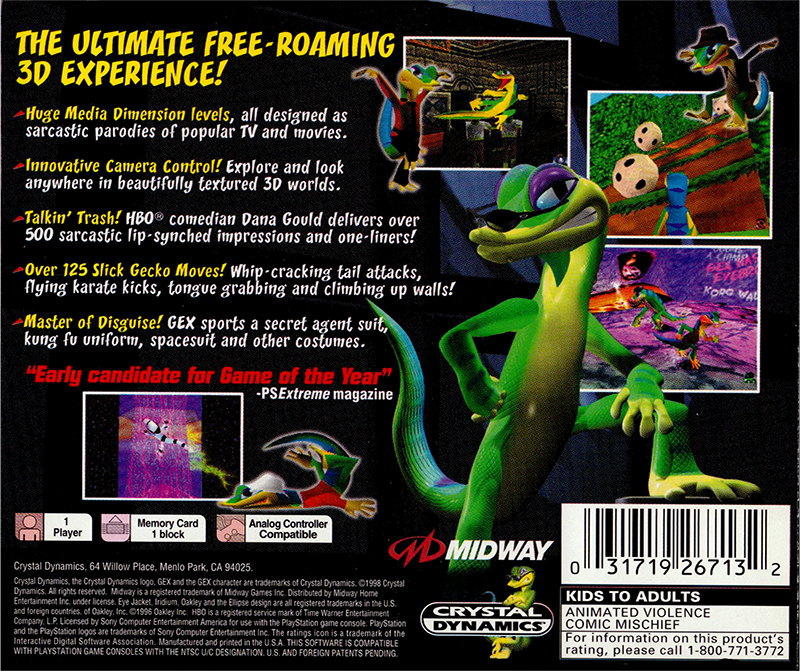 THE ULTIMATE FREE-ROAMING
3D EXPERIENCE!
Huge Media Dimension levels, all designed as
sarcastic parodies of popular TV and movies.
Innovative Camera Control! Explore and look
anywhere in beautifully textured 3D worlds.
Talkin' Trash! HBO® comedian Dana Gould delivers over
500 sarcastic lip-synched impressions and one-liners!
Over 125 Slick Gecko Moves! Whip-cracking tail attacks,
flying karate kicks, tongue grabbing and climbing up walls!
Master of Disguise! GEX sports a secret agent suit,
kung fu uniform, spacesuit and other costumes.
"Early candidate for Game of the Year"
-PSExtreme magazine
KORG WAL
1
Player
Memory Card
1 block
Analog Controller
Compatible
Crystal Dynamics, 64 Willow Place, Menlo Park, CA 94025.
Crystal Dynamics, the Crystal Dynamics logo, GEX and the GEX character are trademarks of Crystal Dynamics. ©1998 Crystal
Dynamics. All rights reserved. Midway is a registered trademark of Midway Games Inc. Distributed by Midway Home
Entertainment Inc. under license. Eye Jacket, Iridium, Oakley and the Ellipse design are all registered trademarks in the U.S.
and foreign countries, of Oakley, Inc. ©1996 Oakley Inc. HBO is a registered service mark of Time Warner Entertainment
Company, L.P. Licensed by Sony Computer Entertainment America for use with the PlayStation game console. PlayStation
and the PlayStation logos are trademarks of Sony Computer Entertainment Inc. The ratings icon is a trademark of the
Interactive Digital Software Association. Manufactured and printed in the U.S.A. THIS SOFTWARE IS COMPATIBLE
WITH PLAYSTATION GAME CONSOLES WITH THE NTSC U/C DESIGNATION. U.S. AND FOREIGN PATENTS PENDING.
MIDWAY
CRYSTAL
DYNAMICS
0 31719 26713 2
KIDS TO ADULTS
ANIMATED VIOLENCE
COMIC MISCHIEF
For information on this product's
rating, please call 1-800-771-3772